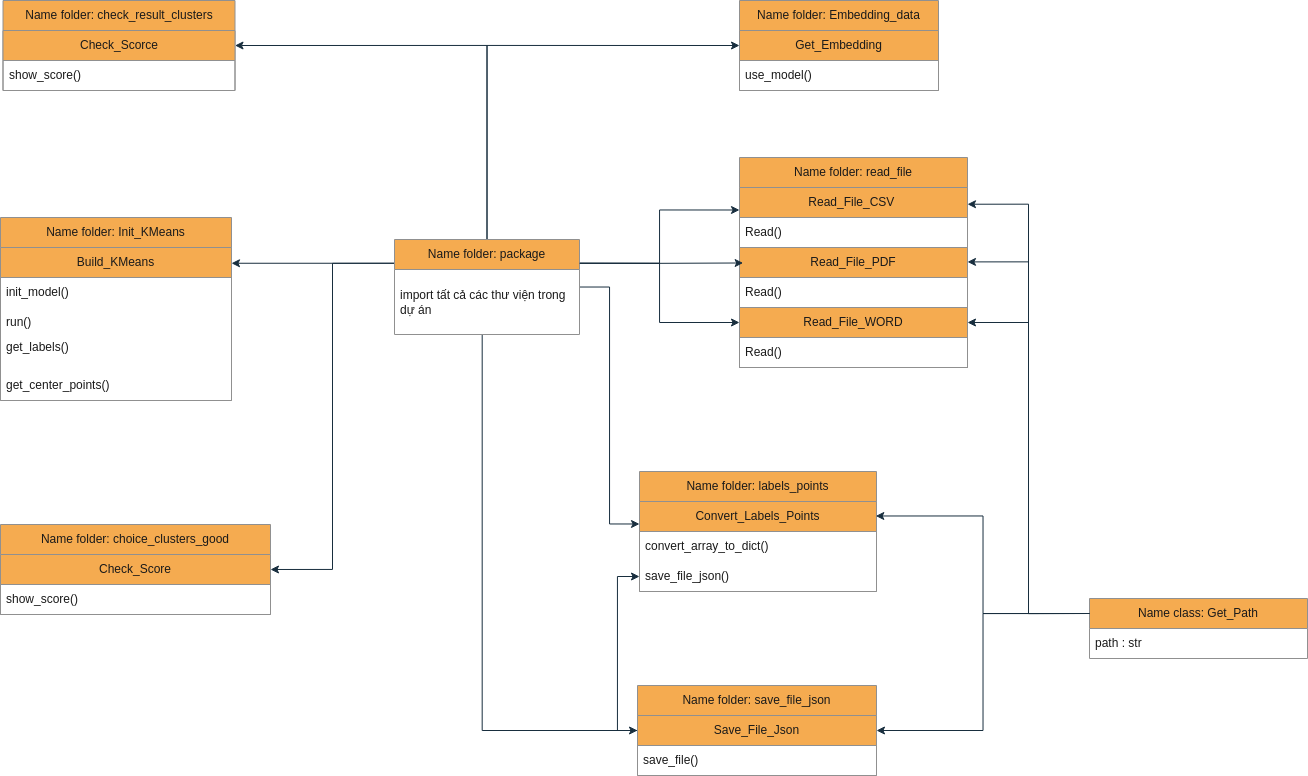 Name folder: check_result_clusters
Check_Scorce
show_score()
Name folder: Embedding_data
Get_Embedding
use_model()
Name folder: read_file
Read_File_CSV
Read()
Read_File_PDF
Read()
Read_File_WORD
Read()
Name folder: Init_KMeans
Build_KMeans
init_model()
run()
get_labels()
get_center_points()
Name folder: package
import tất cả các thư viện trong
dự án
Name folder: labels_points
Convert_Labels_Points
convert_array_to_dict()
save_file_json()
Name folder: choice_clusters_good
Check_Score
show_score()
Name class: Get_Path
path : str
Name folder: save_file_json
Save_File_Json
save_file()